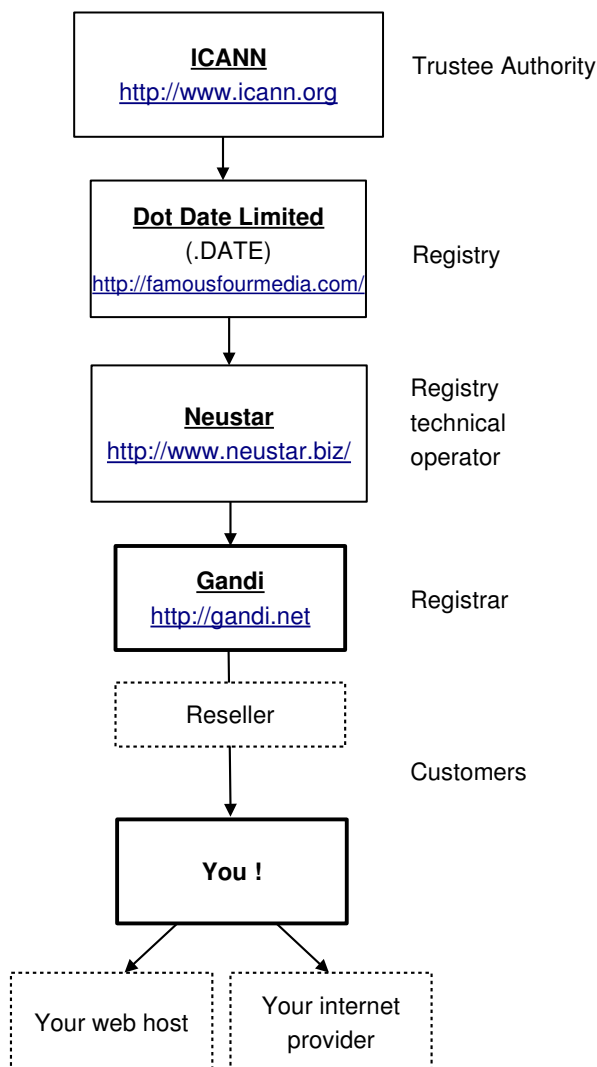 ICANN
http://www.icann.org
Trustee Authority
Dot Date Limited
(.DATE)
http://famousfourmedia.com/
Registry
Neustar
http://www.neustar.biz/
Registry
technical
operator
Gandi
http://gandi.net
Registrar
Reseller
Customers
You !
Your web host
Your internet
provider